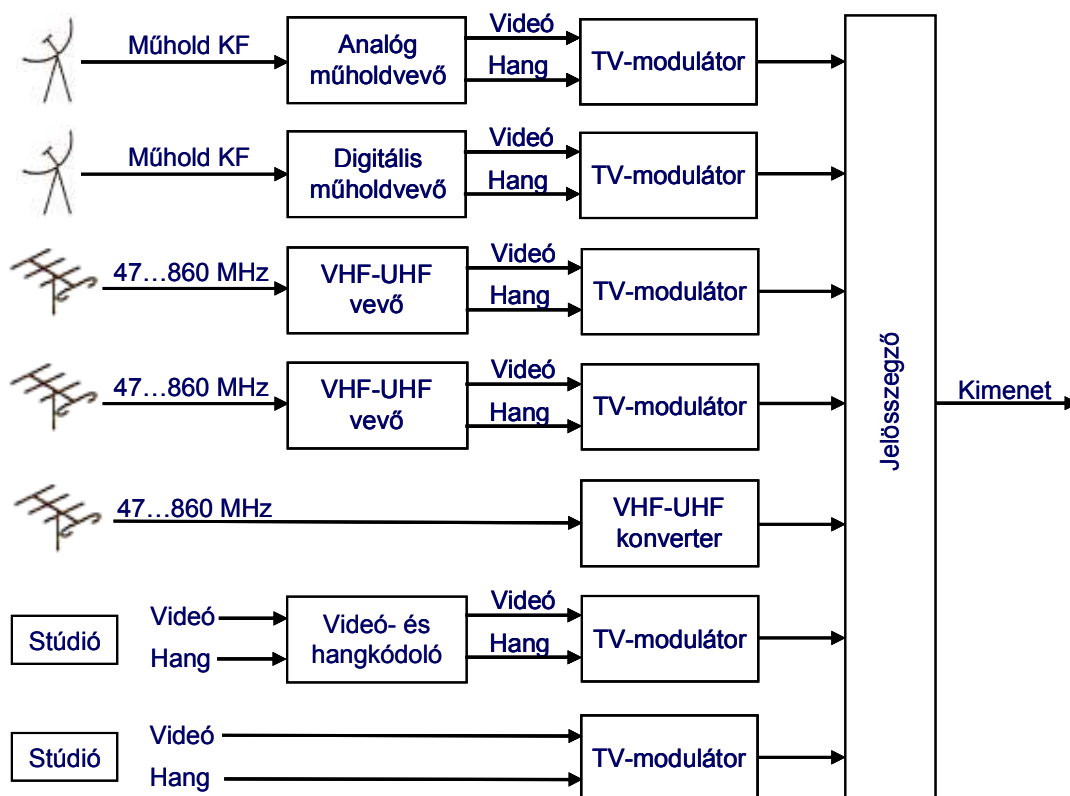 Műhold KF
Analóg
műholdvevő
Videó
Hang
TV-modulátor
Műhold KF
Digitális
műholdvevő
Videó
Hang
TV-modulátor
47…860 MHz
VHF-UHF
vevő
Videó
Hang
TV-modulátor
47…860 MHz
VHF-UHF
vevő
Videó
Hang
TV-modulátor
47…860 MHz
VHF-UHF
konverter
Stúdió
Videó
Hang
Videó- és
hangkódoló
Videó
Hang
TV-modulátor
Stúdió
Videó
Hang
TV-modulátor
Jelösszegző
Kimenet